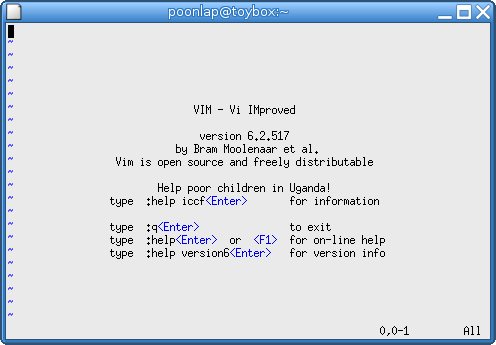 poonlap@toybox:~
~
~
~
~
~
~
VIM - Vi IMproved
~
~
version 6.2.517
~
by Bram Moolenaar et al.
~
Vim is open source and freely distributable
~
~
Help poor children in Uganda!
~
type :help iccf<Enter> for information
~
~
type :q<Enter> to exit
~
type :help<Enter> or <F1> for on-line help
~
type :help version6<Enter> for version info
~
~
~
~
~
0,0-1 All